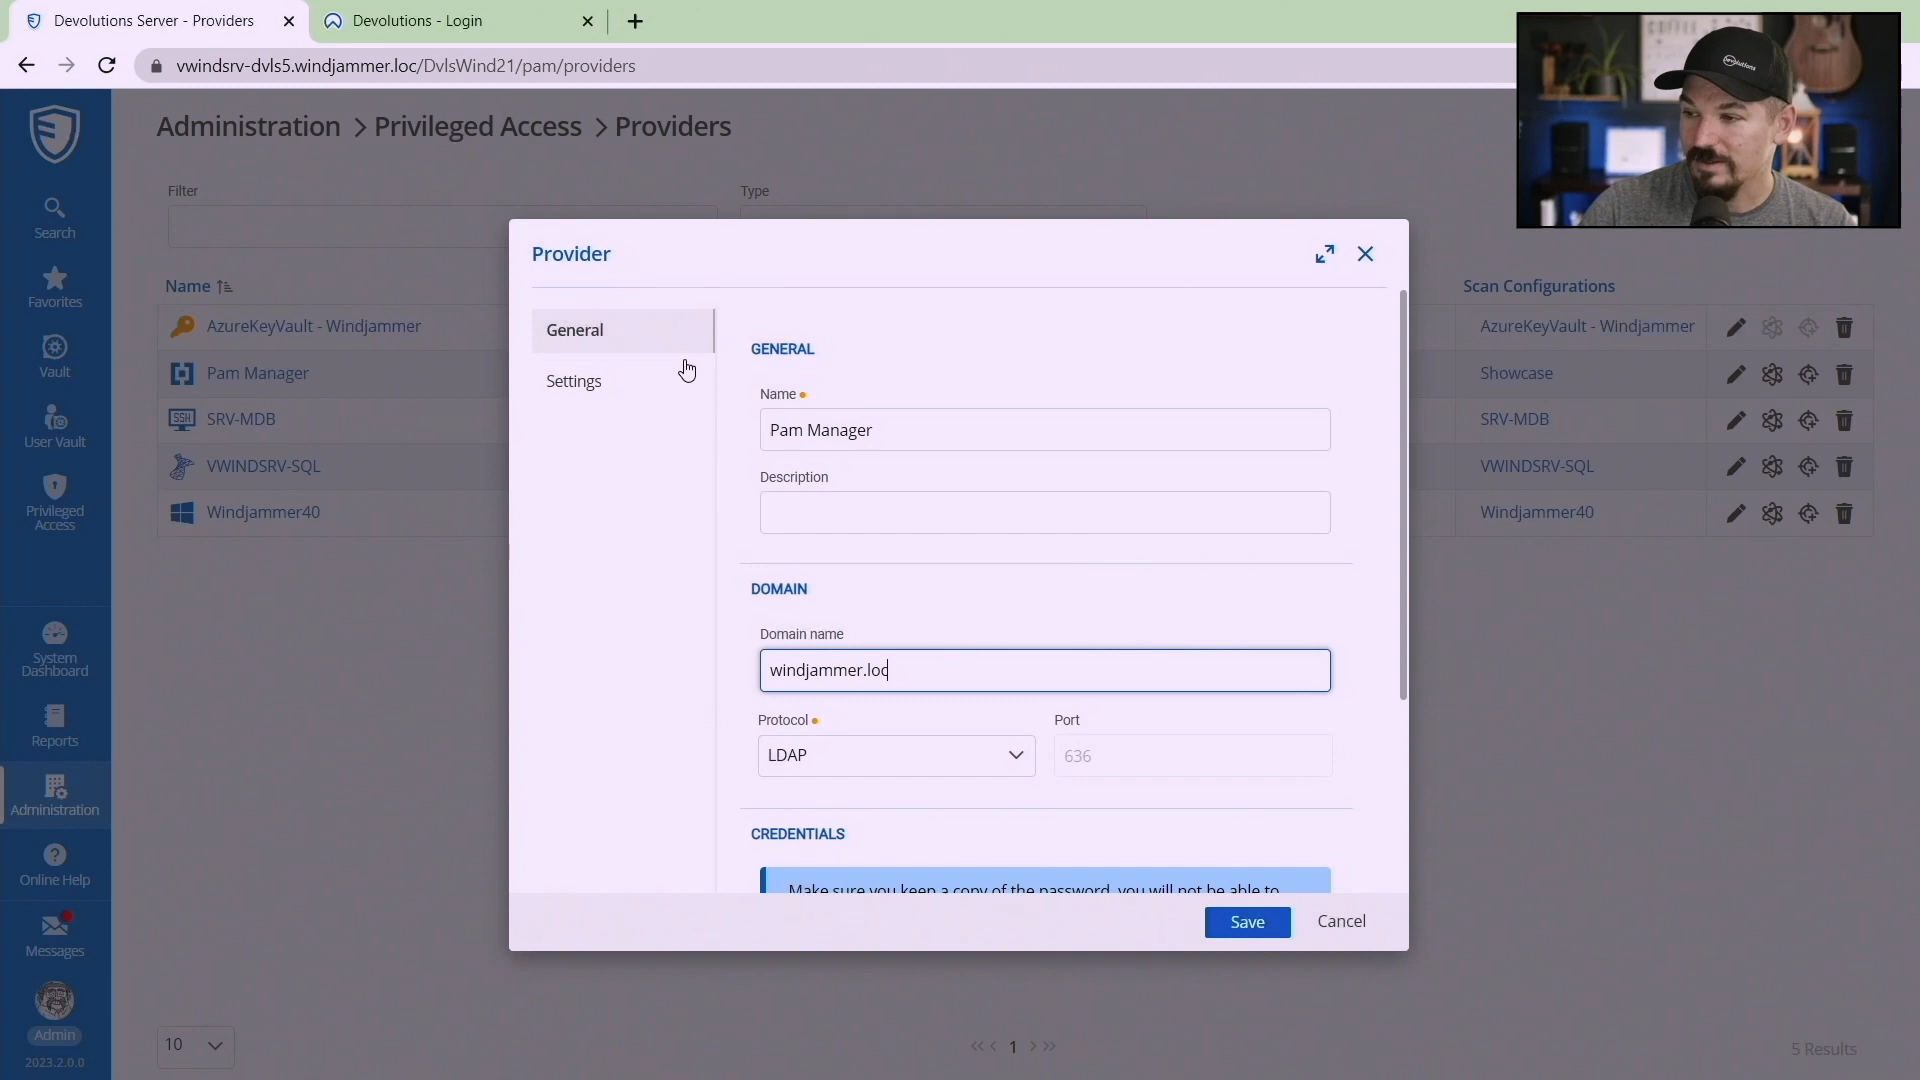 Devolutions Server - Providers
Devolutions - Login
vwindsrv-dvls5.windjammer.loc/DvlsWind21/pam/providers
Devolutions
Administration > Privileged Access > Providers
Search
Favorites
Vault
User Vault
Privileged
Access
System
Dashboard
Reports
Administration
Online Help
Messages
Admin
2023.2.0.0
Filter
Type
Name
Scan Configurations
AzureKeyVault - Windjammer
AzureKeyVault - Windjammer
Pam Manager
Showcase
SSH
SRV-MDB
SRV-MDB
VWINDSRV-SQL
VWINDSRV-SQL
Windjammer40
Windjammer40
Provider
General
Settings
GENERAL
Name
Pam Manager
Description
DOMAIN
Domain name
windjammer.loc
Protocol
Port
LDAP
636
CREDENTIALS
Make sure you keep a copy of the password, you will not be able to
Save
Cancel
10
<< < 1 > >>
5 Results